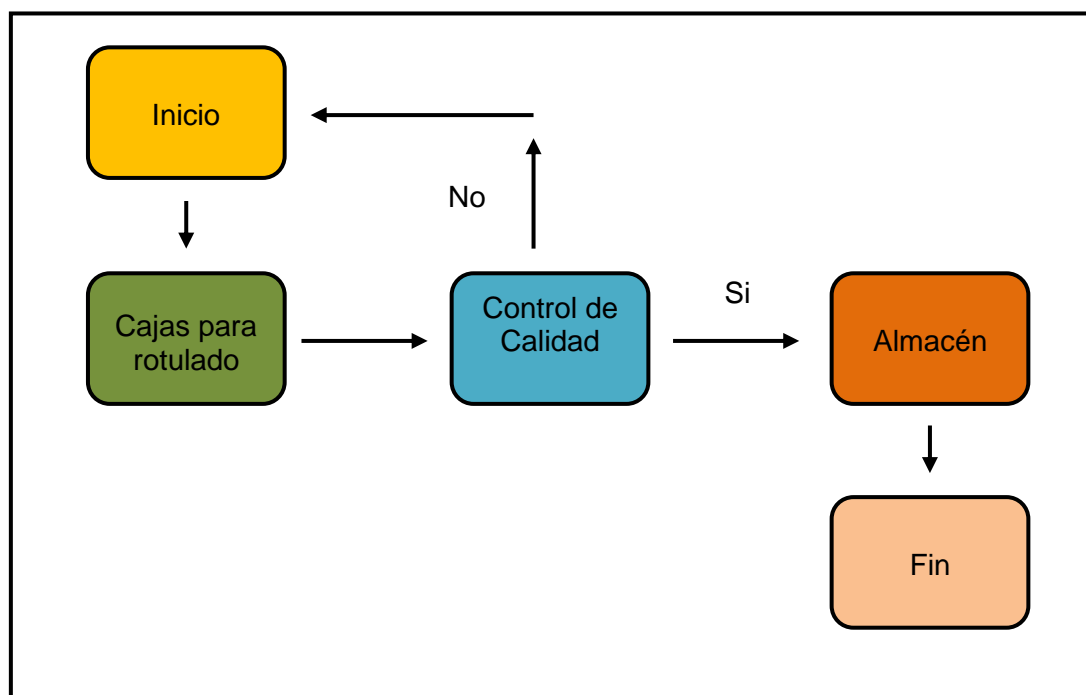 Inicio
No
Cajas para
rotulado
Control de
Calidad
Si
Almacén
Fin